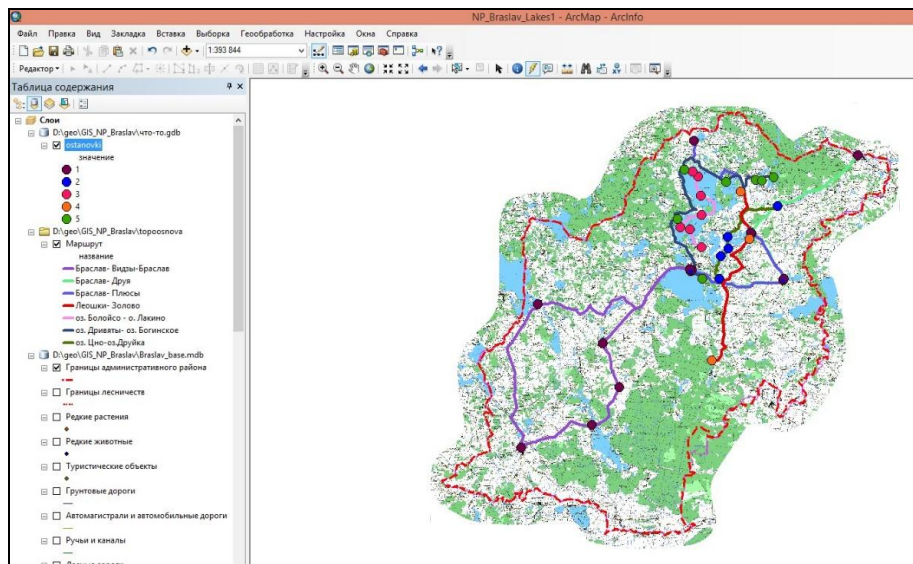 NP_Braslav_Lakes1 - ArcMap - ArcInfo
Файл Правка Вид Закладка Вставка Выборка Геообработка Настройка Окна Справка
1:393 844
Редактор
Таблица содержания
Слои
D:\geo\GIS_NP_Braslav\что-то.gdb
ostanovki
значение
1
2
3
4
5
D:\geo\GIS_NP_Braslav\topoosnova
Маршрут
название
Браслав- Видзы-Браслав
Браслав- Друя
Браслав- Плюсы
Леошки- Золово
оз. Болойсо - о. Лакино
оз. Дривяты- оз. Богинское
оз. Цно-оз.Друйка
D:\geo\GIS_NP_Braslav\Braslav_base.mdb
Границы административного района
Границы лесничеств
Редкие растения
Редкие животные
Туристические объекты
Грунтовые дороги
Автомагистрали и автомобильные дороги
Ручьи и каналы